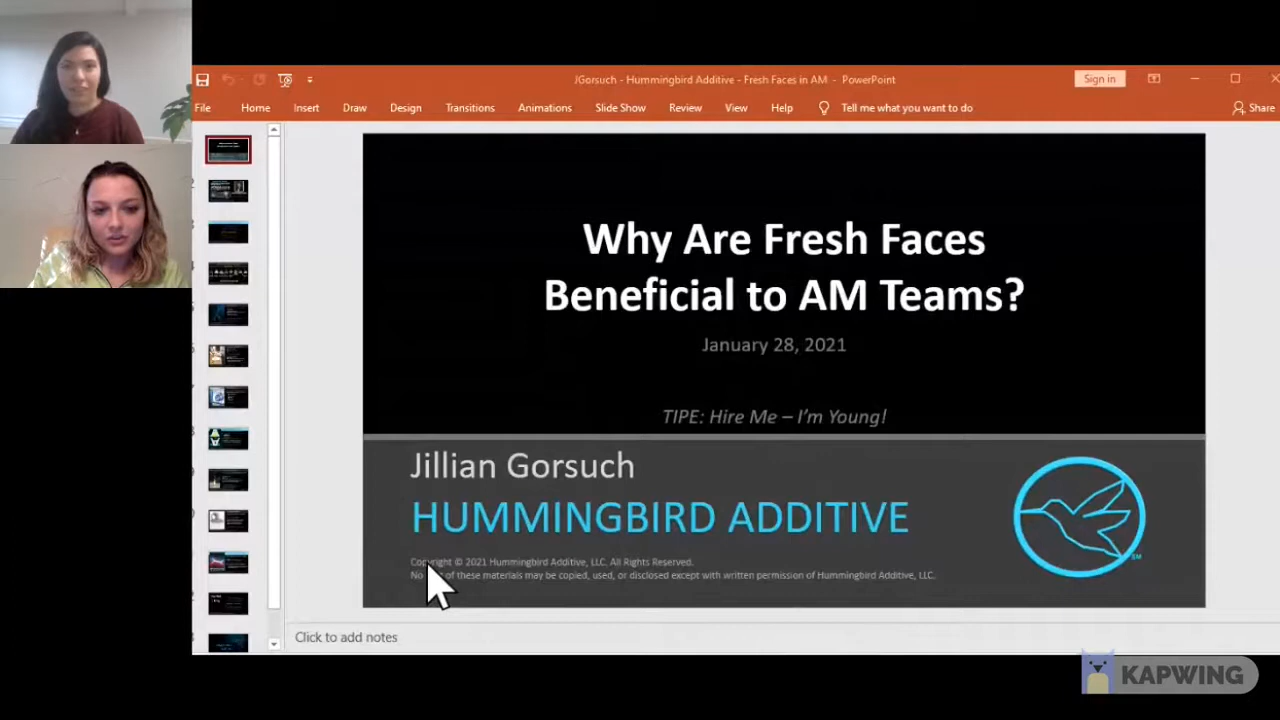 JGorsuch - Hummingbird Additive - Fresh Faces in AM - PowerPoint
Sign in
File Home Insert Draw Design Transitions Animations Slide Show Review View Help Tell me what you want to do Share
Why Are Fresh Faces
Beneficial to AM Teams?
January 28, 2021
TIPE: Hire Me – I'm Young!
Jillian Gorsuch
HUMMINGBIRD ADDITIVE
Copyright © 2021 Hummingbird Additive, LLC. All Rights Reserved.
No of these materials may be copied, used, or disclosed except with written permission of Hummingbird Additive, LLC.
SM
Click to add notes
KAPWING